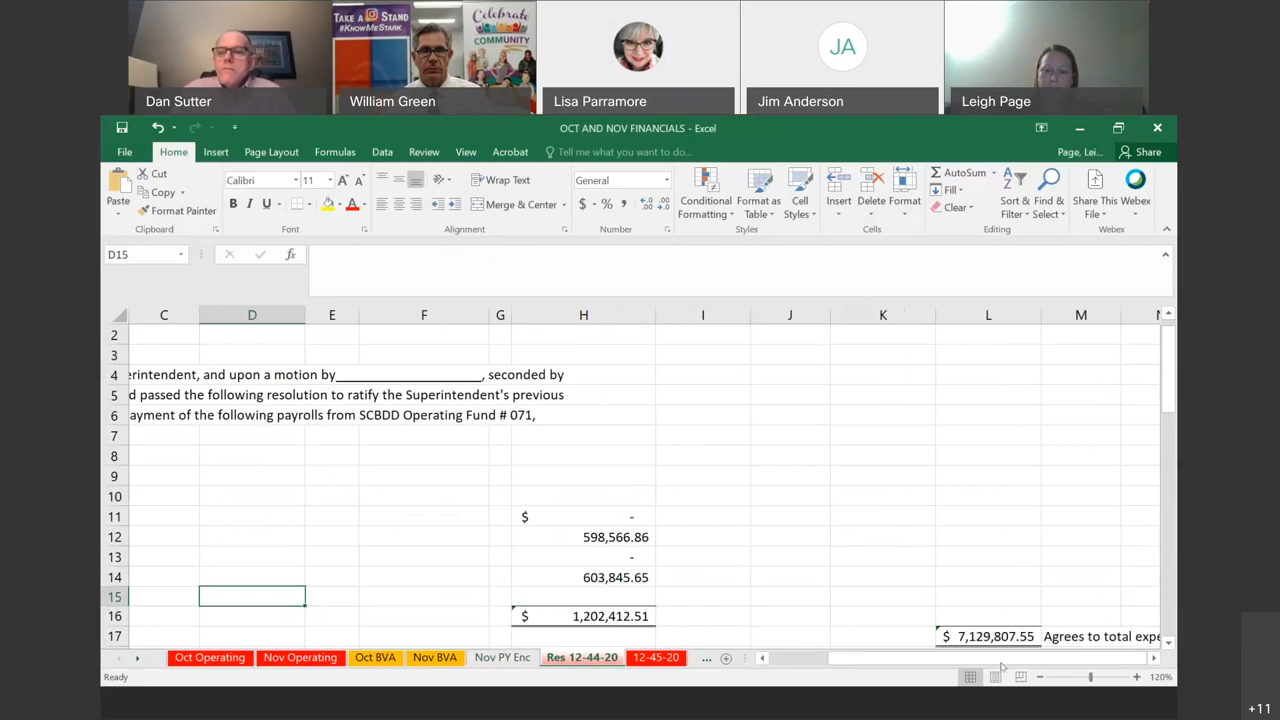 TAKE A STAND
#KNOWMESTARK
Celebrate
COMMUNITY
JA
Dan Sutter
William Green
Lisa Parramore
Jim Anderson
Leigh Page
OCT AND NOV FINANCIALS - Excel
File Home Insert Page Layout Formulas Data Review View Acrobat Tell me what you want to do... Page, Lei... Share
Paste Cut Copy Format Painter
Calibri 11 Wrap Text General
B I U Merge & Center $ % ,
Conditional Formatting Format as Table Cell Styles
Insert Delete Format
AutoSum Fill Clear
Sort & Filter Find & Select
Share This File Webex
Clipboard Font Alignment Number Styles Cells Editing Webex
D15 fx
C D E F G H I J K L M
2
3
4 erintendent, and upon a motion by____________________, seconded by
5 d passed the following resolution to ratify the Superintendent's previous
6 ayment of the following payrolls from SCBDD Operating Fund # 071,
7
8
9
10
11 $ -
12 598,566.86
13 -
14 603,845.65
15
16 $ 1,202,412.51
17 $ 7,129,807.55 Agrees to total expe
Oct Operating Nov Operating Oct BVA Nov BVA Nov PY Enc Res 12-44-20 12-45-20 ...
Ready 120%
+11